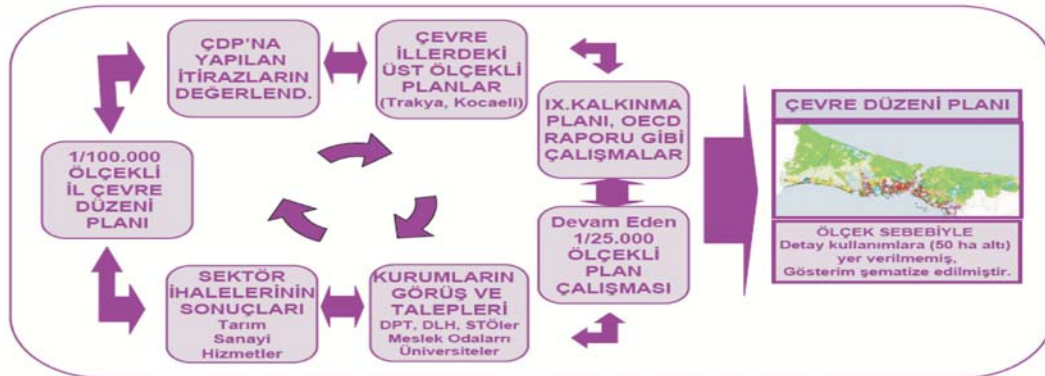 ÇDP'NA
YAPILAN
İTİRAZLARIN
DEĞERLEND.
ÇEVRE
İLLERDEKİ
ÜST ÖLÇEKLİ
PLANLAR
(Trakya, Kocaeli)
IX.KALKINMA
PLANI, OECD
RAPORU GİBİ
ÇALIŞMALAR
1/100.000
ÖLÇEKLİ
İL ÇEVRE
DÜZENİ
PLANI
Devam Eden
1/25.000
ÖLÇEKLİ
PLAN
ÇALIŞMASI
SEKTÖR
İHALELERİNİN
SONUÇLARI
Tarım
Sanayi
Hizmetler
KURUMLARIN
GÖRÜŞ VE
TALEPLERİ
DPT, DLH, STÖler
Meslek Odaları
Üniversiteler
ÇEVRE DÜZENİ PLANI
ÖLÇEK SEBEBİYLE
Detay kullanımlara (50 ha altı)
yer verilmemiş,
Gösterim şematize edilmiştir.